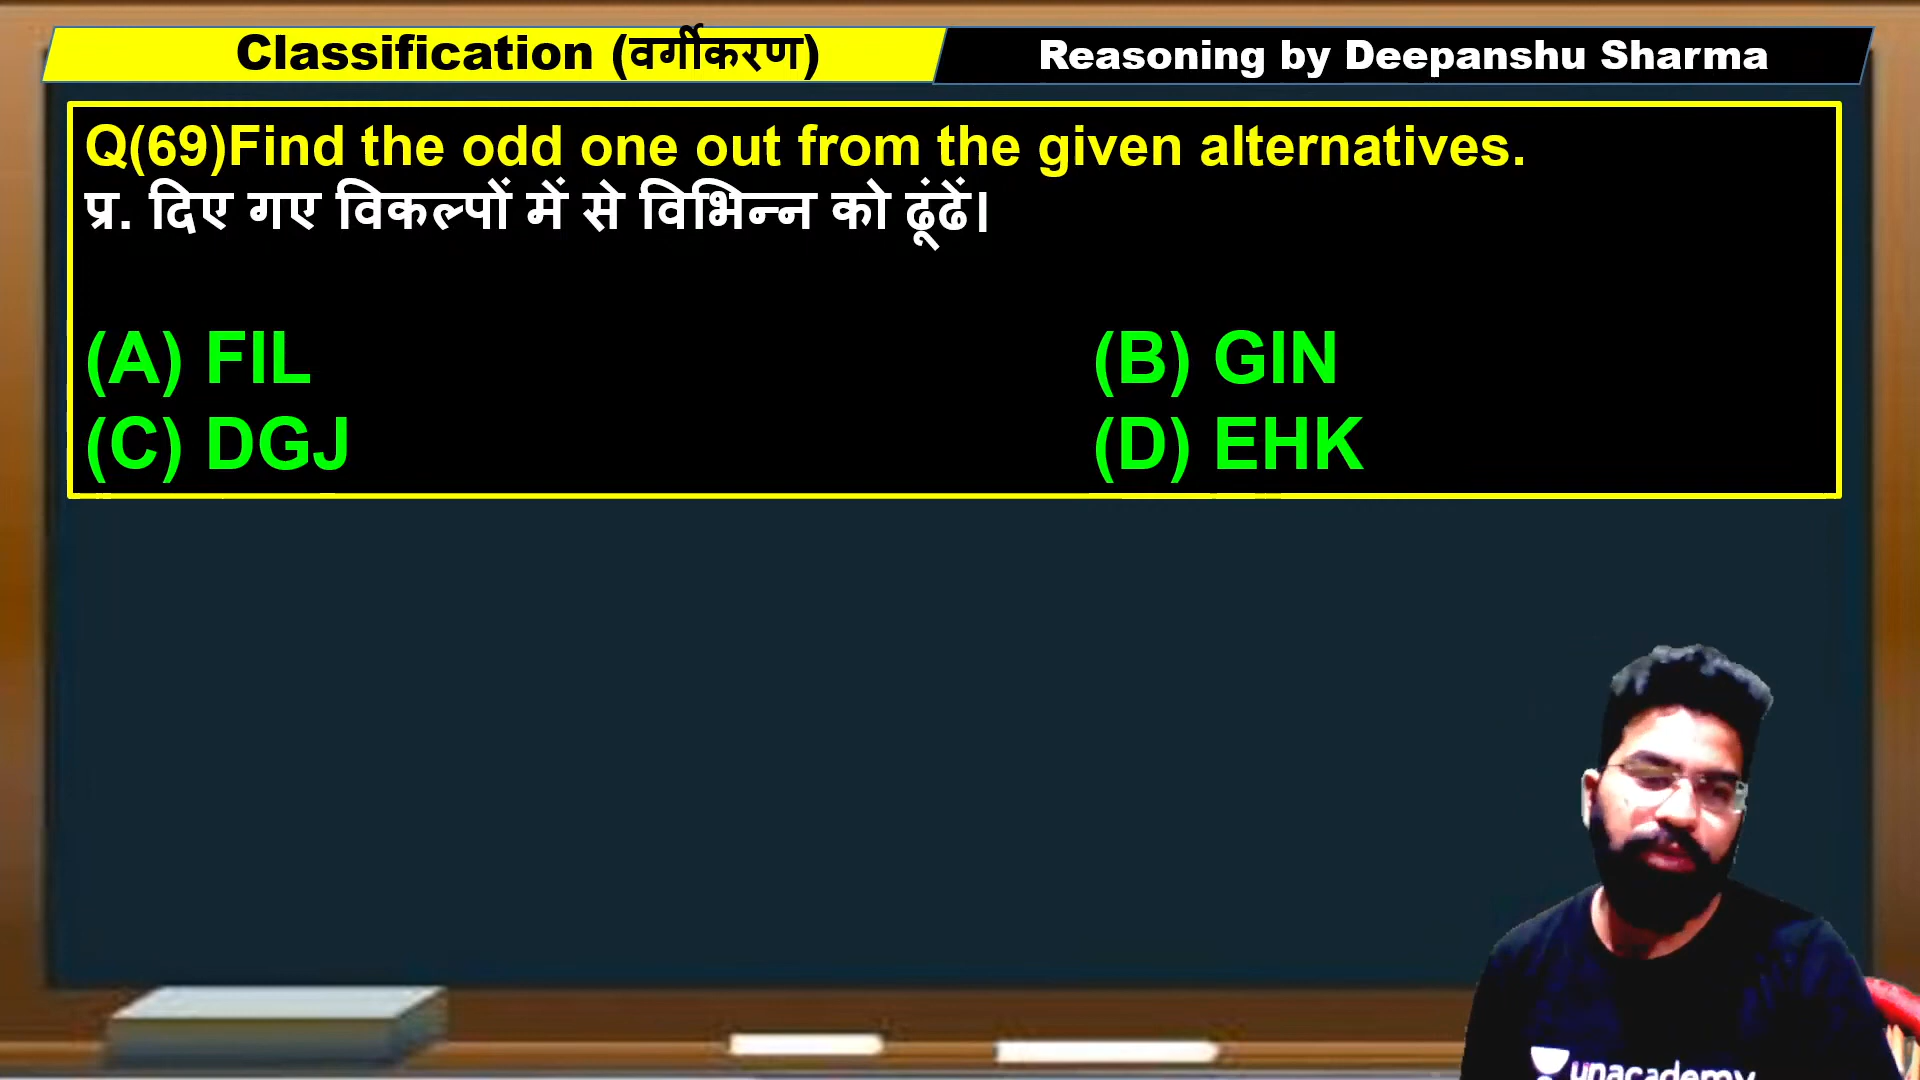 Classification (वर्गीकरण)
Reasoning by Deepanshu Sharma
Q(69)Find the odd one out from the given alternatives.
प्र. दिए गए विकल्पों में से विभिन्न को ढूंढें।
(A) FIL (B) GIN
(C) DGJ (D) EHK
unacademy